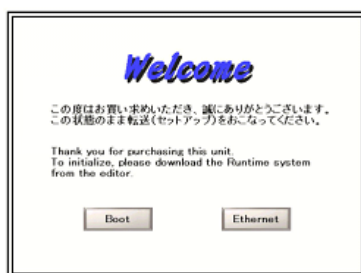 Welcome
この度はお買い求めいただき、誠にありがとうございます。
この状態のまま転送(セットアップ)をおこなってください。
Thank you for purchasing this unit.
To initialize, please download the Runtime system
from the editor.
Boot
Ethernet